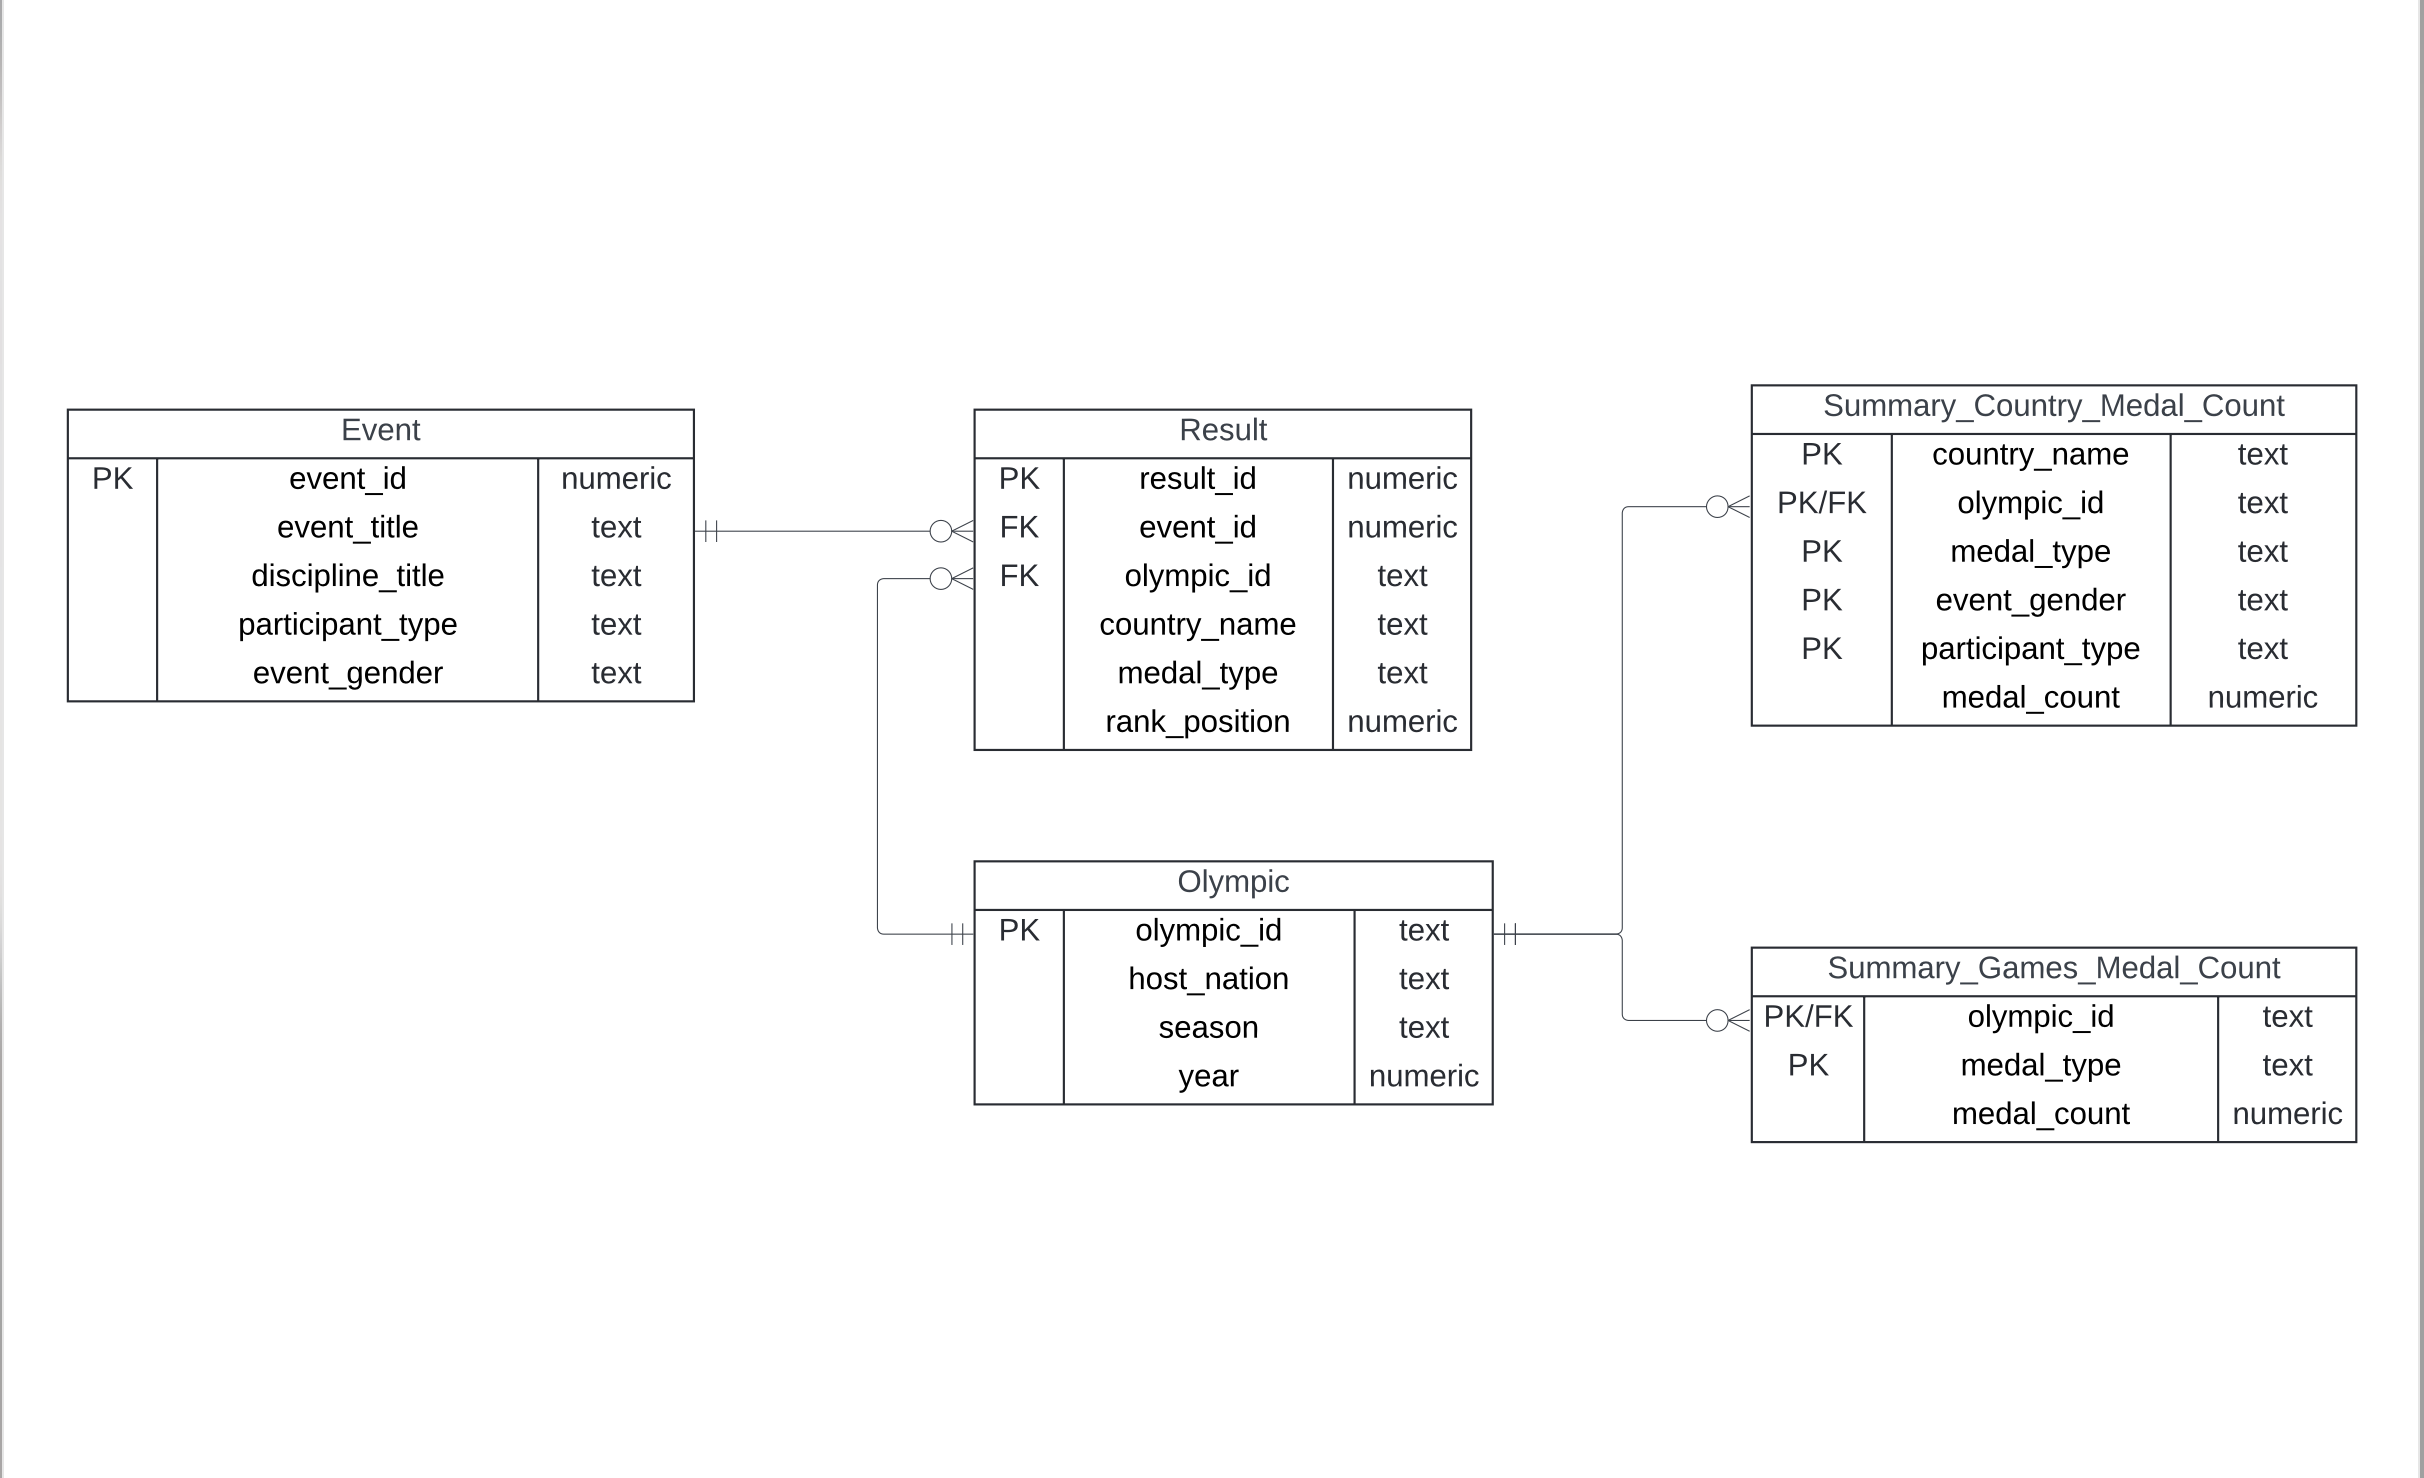 Event
PK event_id numeric
event_title text
discipline_title text
participant_type text
event_gender text
Result
PK result_id numeric
FK event_id numeric
FK olympic_id text
country_name text
medal_type text
rank_position numeric
Olympic
PK olympic_id text
host_nation text
season text
year numeric
Summary_Country_Medal_Count
PK country_name text
PK/FK olympic_id text
PK medal_type text
PK event_gender text
PK participant_type text
medal_count numeric
Summary_Games_Medal_Count
PK/FK olympic_id text
PK medal_type text
medal_count numeric